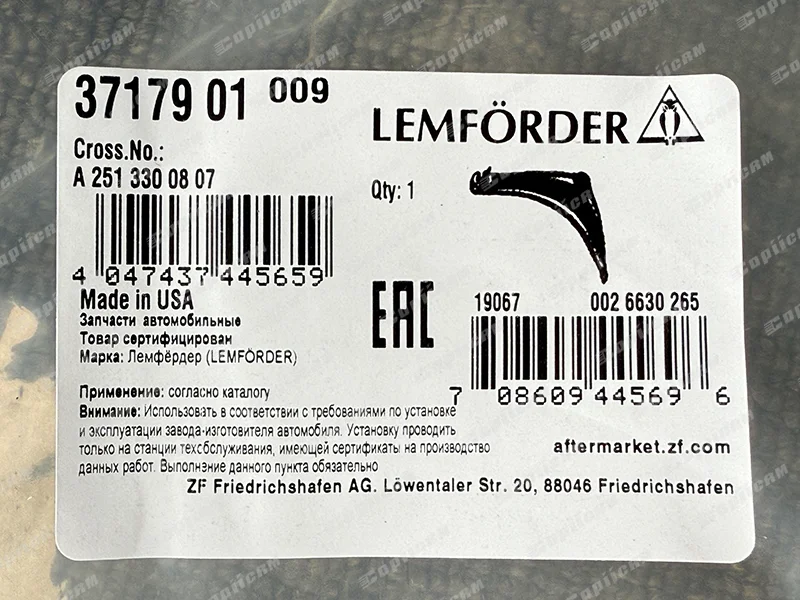 37179 01 009
LEMFÖRDER
Cross.No.:
A 251 330 08 07
Qty: 1
4 047437 445659
Made in USA
Запчасти автомобильные
Товар сертифицирован
Марка: Лемфёрдер (LEMFÖRDER)
EAC
19067 002 6630 265
7 08609 44569 6
Применение: согласно каталогу
Внимание: Использовать в соответствии с требованиями по установке
и эксплуатации завода-изготовителя автомобиля. Установку проводить
только на станции техобслуживания, имеющей сертификаты на производство
данных работ. Выполнение данного пункта обязательно
aftermarket.zf.com
ZF Friedrichshafen AG. Löwentaler Str. 20, 88046 Friedrichshafen